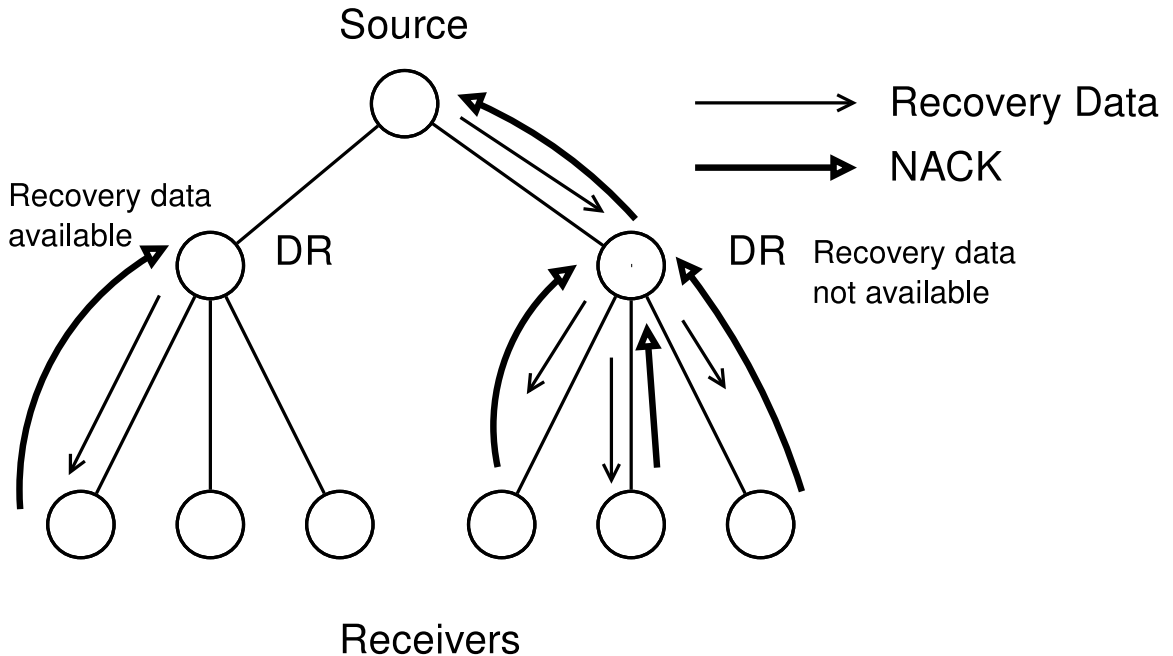 Source
Recovery Data
NACK
Recovery data
available
DR
DR
Recovery data
not available
Receivers